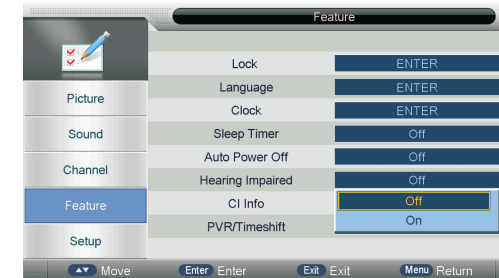 Feature
Picture
Sound
Channel
Feature
Setup
Lock ENTER
Language ENTER
Clock ENTER
Sleep Timer Off
Auto Power Off Off
Hearing Impaired Off
CI Info Off
PVR/Timeshift On
Move Enter Enter Exit Exit Menu Return